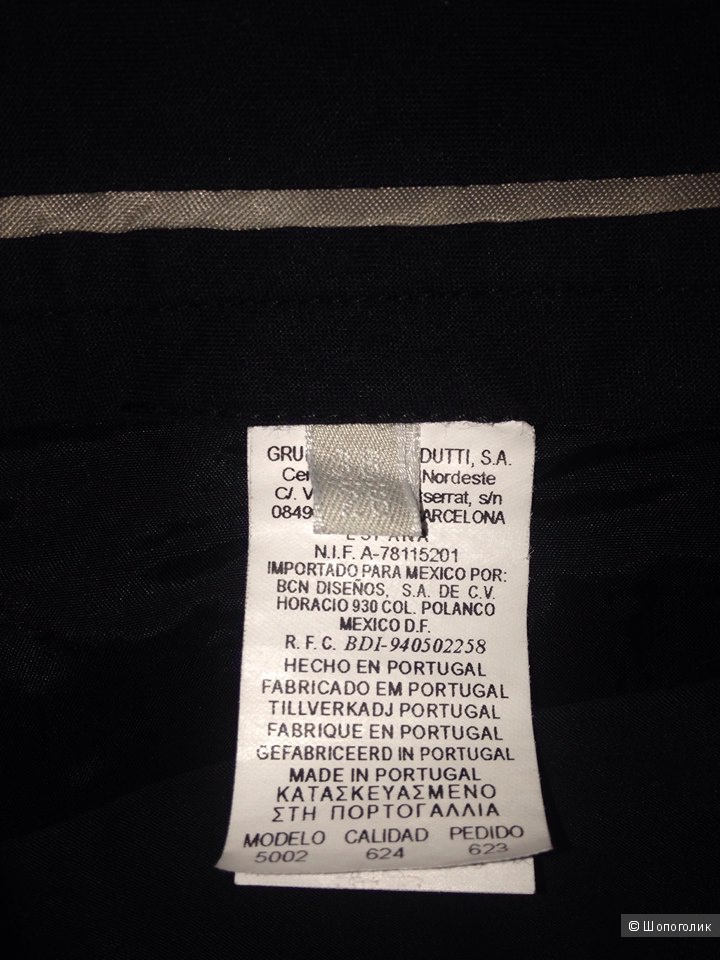 GRU DUTTI, S.A.
Nordeste
C/. V serrat, s/n
0849 ARCELONA
ESPAÑA
N.I.F. A-78115201
IMPORTADO PARA MEXICO POR:
BCN DISEÑOS, S.A. DE C.V.
HORACIO 930 COL. POLANCO
MEXICO D.F.
R.F.C. BDI-940502258
HECHO EN PORTUGAL
FABRICADO EM PORTUGAL
TILLVERKADJ PORTUGAL
FABRIQUE EN PORTUGAL
GEFABRICEERD IN PORTUGAL
MADE IN PORTUGAL
ΚΑΤΑΣΚΕΥΑΣΜΕΝΟ
ΣΤΗ ΠΟΡΤΟΓΑΛΛΙΑ
MODELO CALIDAD PEDIDO
5002 624 623
© Шопоголик